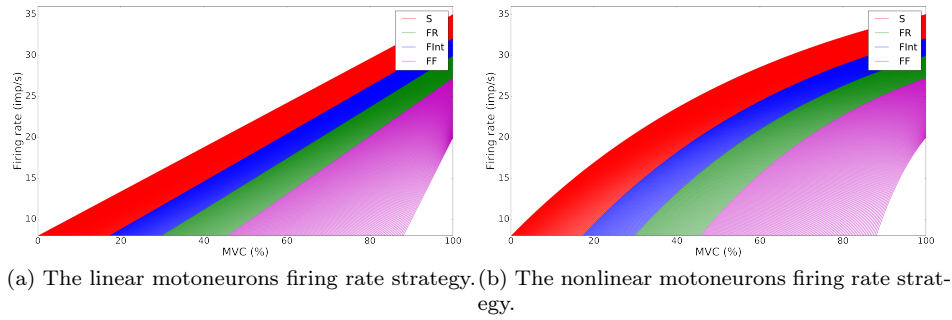 35
30
25
20
15
10
Firing rate (imp/s)
0 20 40 60 80 100
MVC (%)
S
FR
FInt
FF
35
30
25
20
15
10
Firing rate (imp/s)
0 20 40 60 80 100
MVC (%)
S
FR
FInt
FF
(a) The linear motoneurons firing rate strategy.
(b) The nonlinear motoneurons firing rate strat-
egy.